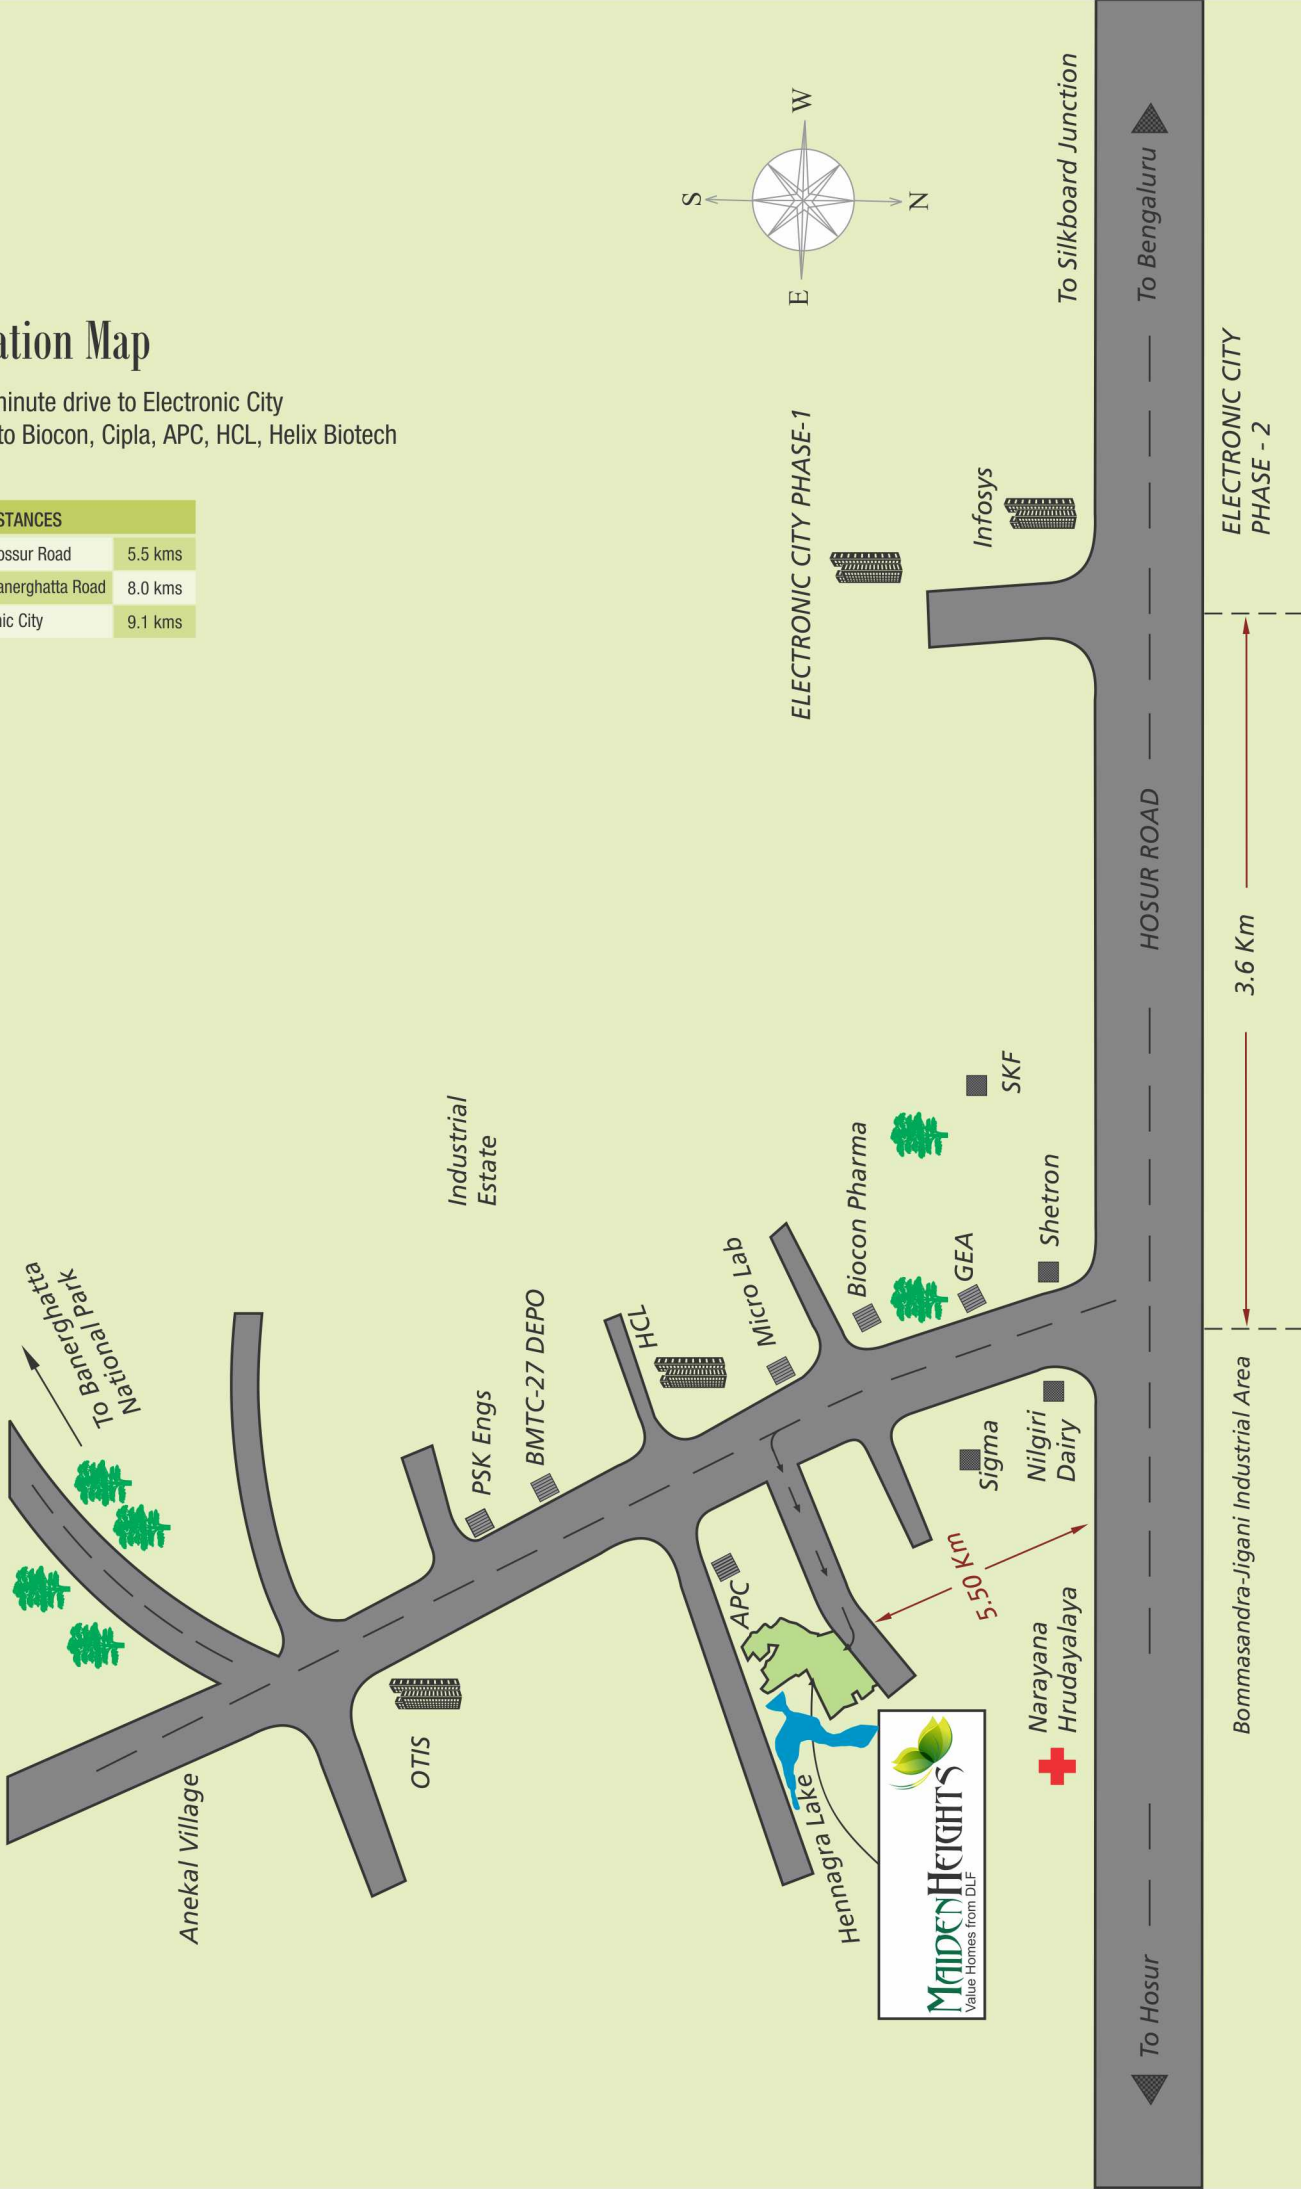 ation Map
minute drive to Electronic City
to Biocon, Cipla, APC, HCL, Helix Biotech
STANCES
ossur Road 5.5 kms
anerghatta Road 8.0 kms
nic City 9.1 kms
S
W
E
N
To Silkboard Junction
To Bengaluru
ELECTRONIC CITY
PHASE - 2
ELECTRONIC CITY PHASE-1
Infosys
HOSUR ROAD
3.6 Km
SKF
Industrial
Estate
Biocon Pharma
Shetron
GEA
Micro Lab
HCL
BMTC-27 DEPO
PSK Engs
To Banerghatta
National Park
Sigma
Nilgiri
Dairy
Bommasandra-Jigani Industrial Area
5.50 Km
APC
Narayana
Hrudayalaya
OTIS
Anekal Village
Hennagra Lake
MAIDENHEIGHTS
Value Homes from DLF
To Hosur